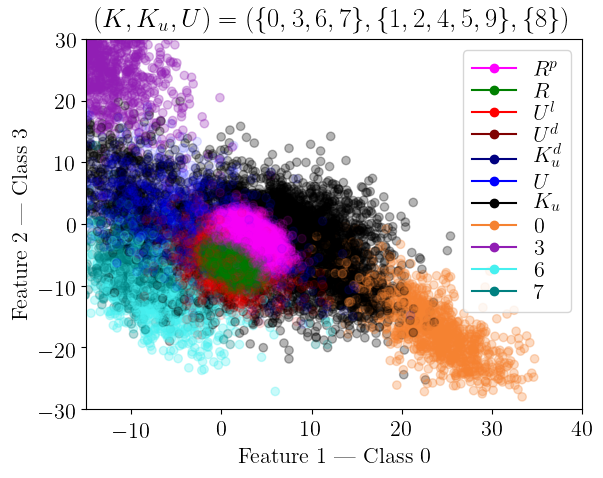 (K, K_u, U) = ({0, 3, 6, 7}, {1, 2, 4, 5, 9}, {8})
30
20
10
0
−10
−20
−30
Feature 2 — Class 3
R^p
R
U^l
U^d
K_u^d
U
K_u
0
3
6
7
−10
0
10
20
30
40
Feature 1 — Class 0